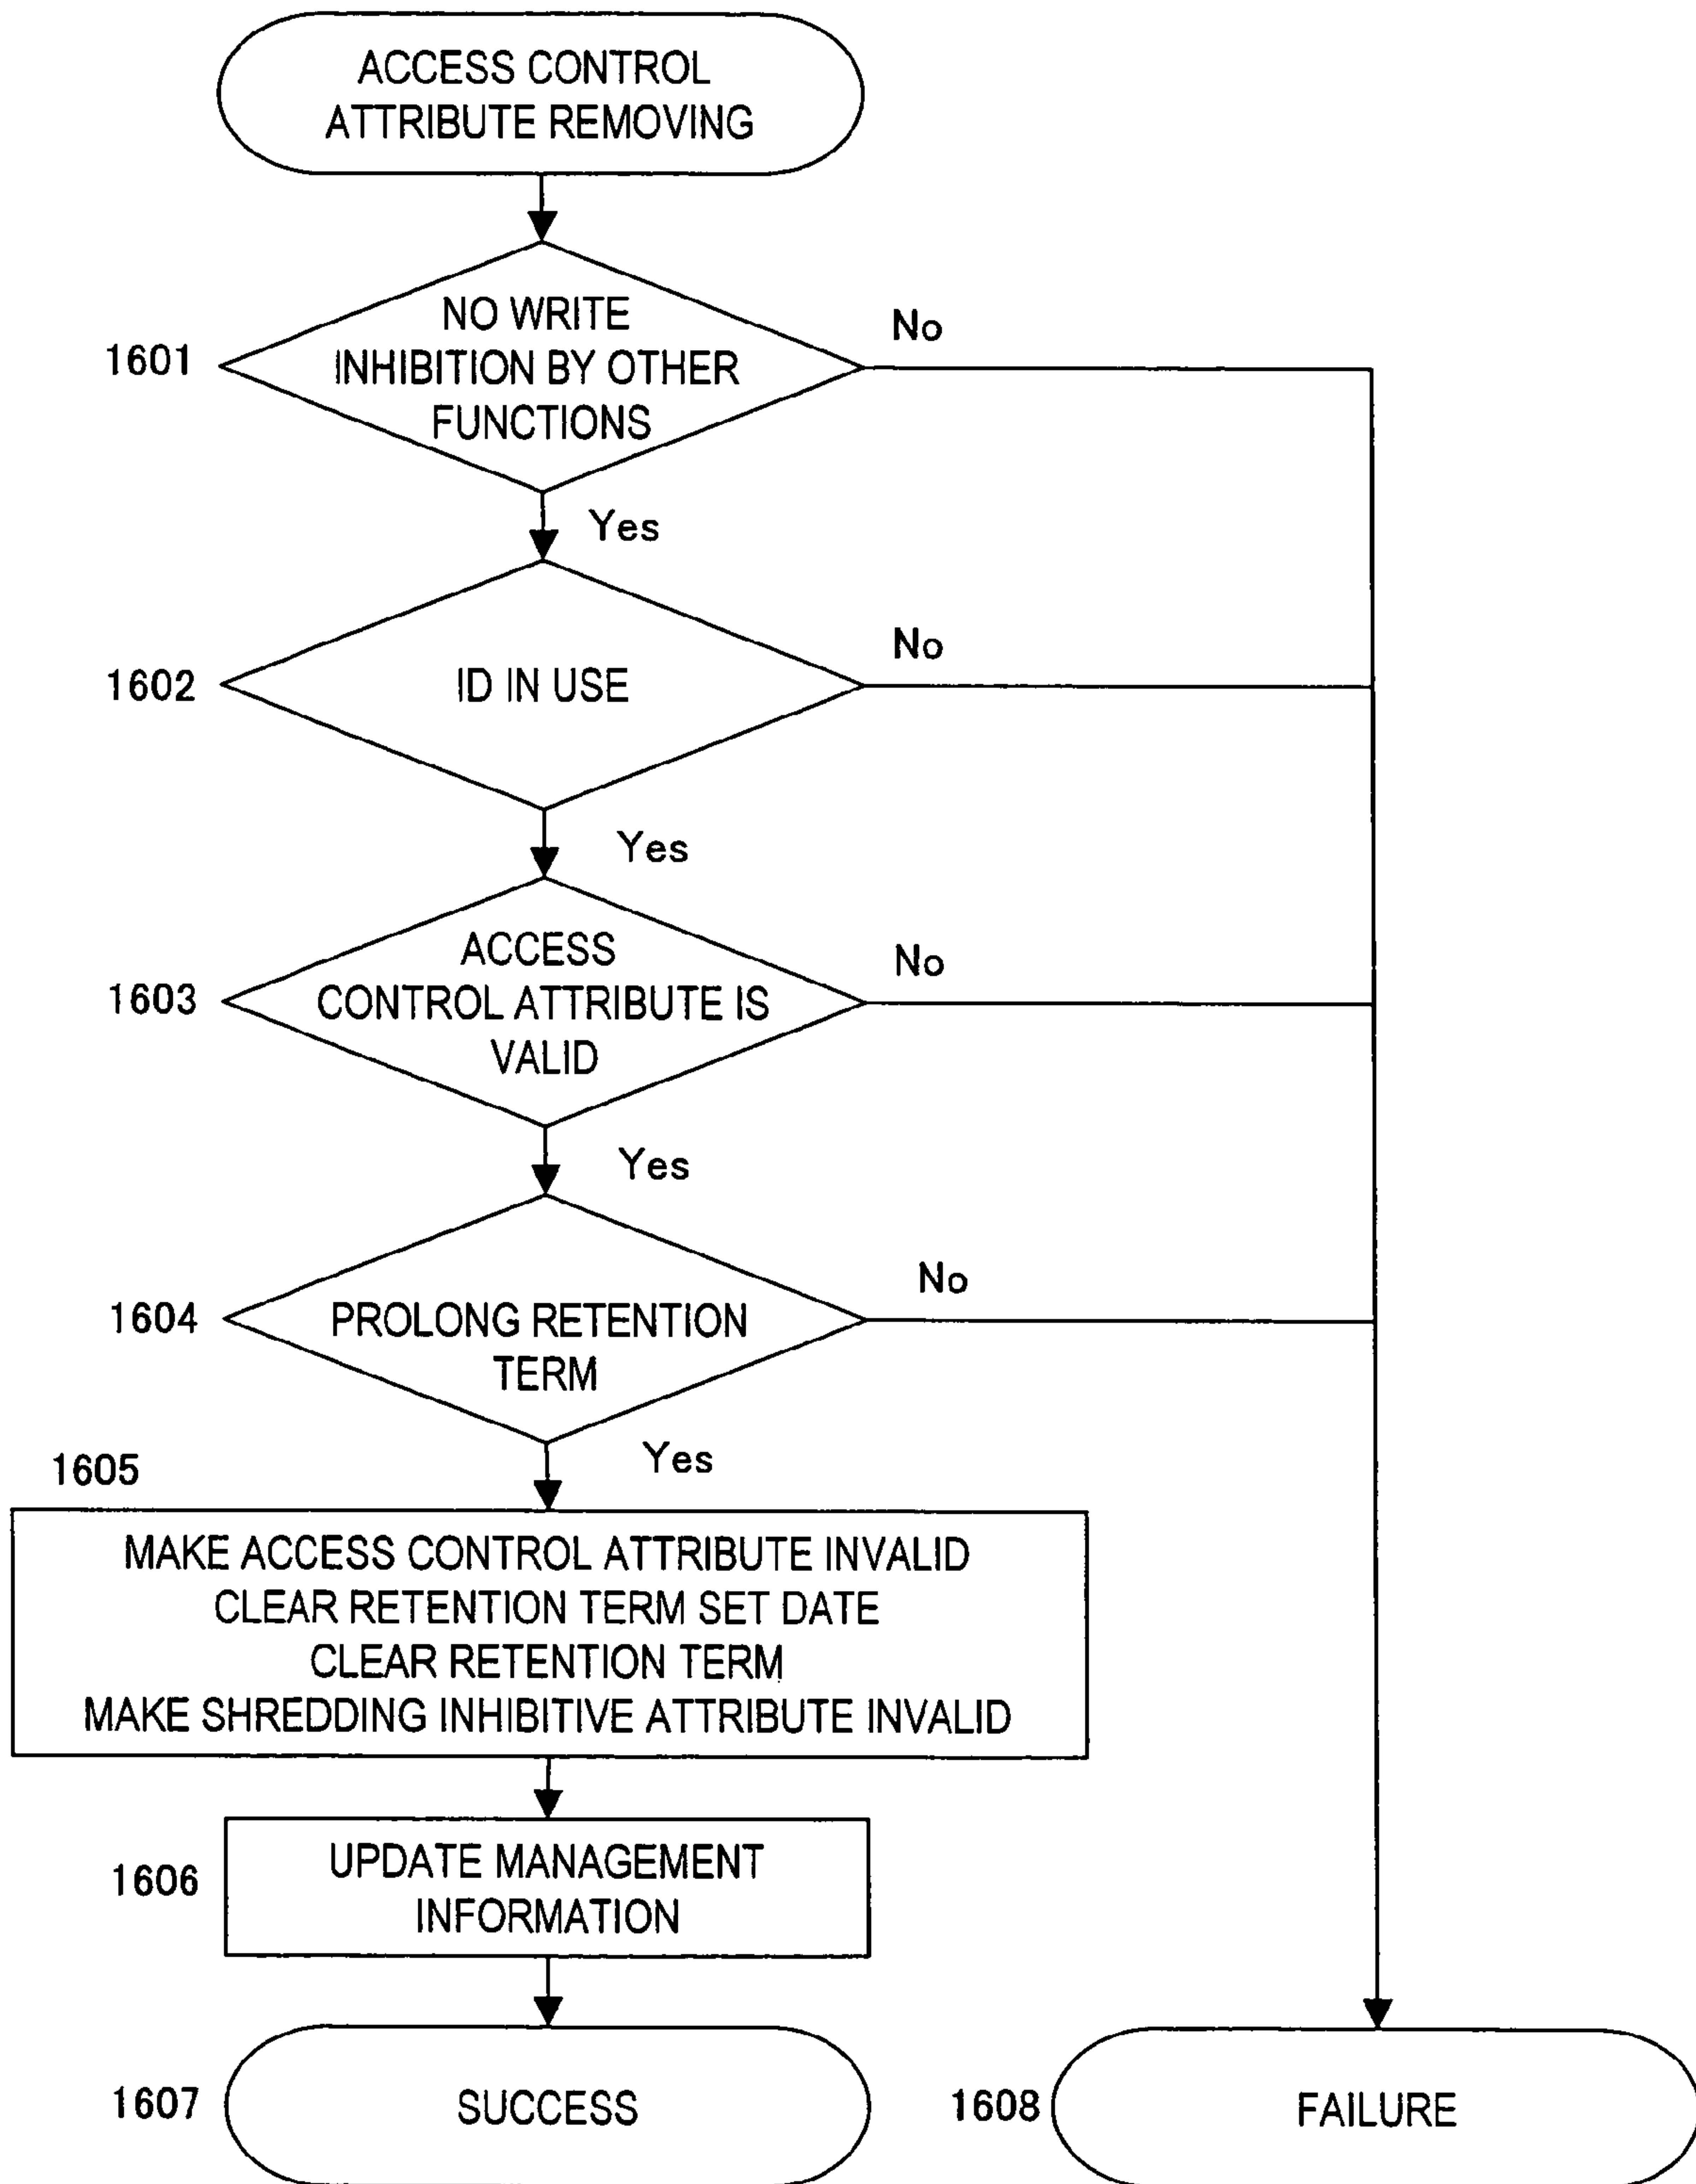 ACCESS CONTROL
ATTRIBUTE REMOVING
1601
NO WRITE
INHIBITION BY OTHER
FUNCTIONS
No
Yes
1602
ID IN USE
No
Yes
1603
ACCESS
CONTROL ATTRIBUTE IS
VALID
No
Yes
1604
PROLONG RETENTION
TERM
No
Yes
1605
MAKE ACCESS CONTROL ATTRIBUTE INVALID
CLEAR RETENTION TERM SET DATE
CLEAR RETENTION TERM
MAKE SHREDDING INHIBITIVE ATTRIBUTE INVALID
1606
UPDATE MANAGEMENT
INFORMATION
1607
SUCCESS
1608
FAILURE